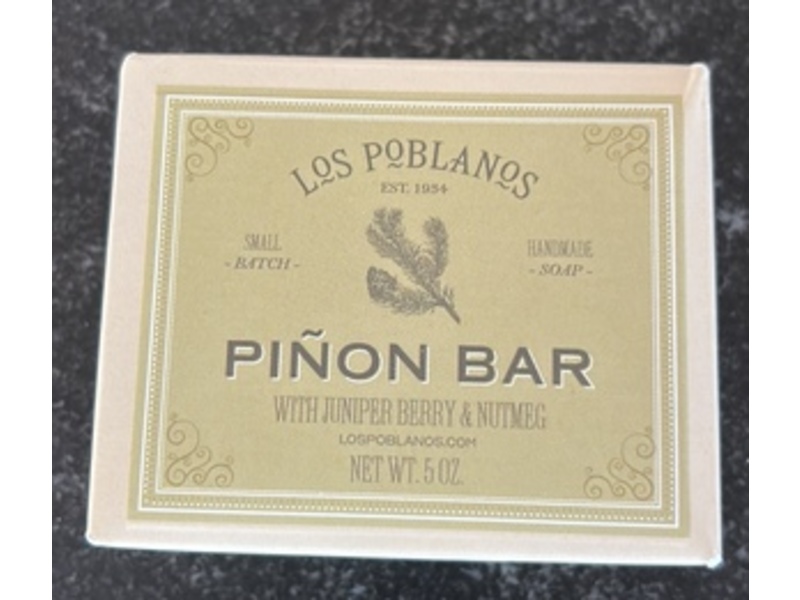 LOS POBLANOS
EST. 1934
SMALL
- BATCH -
HANDMADE
- SOAP -
PIÑON BAR
WITH JUNIPER BERRY & NUTMEG
LOSPOBLANOS.COM
NET WT. 5 OZ.